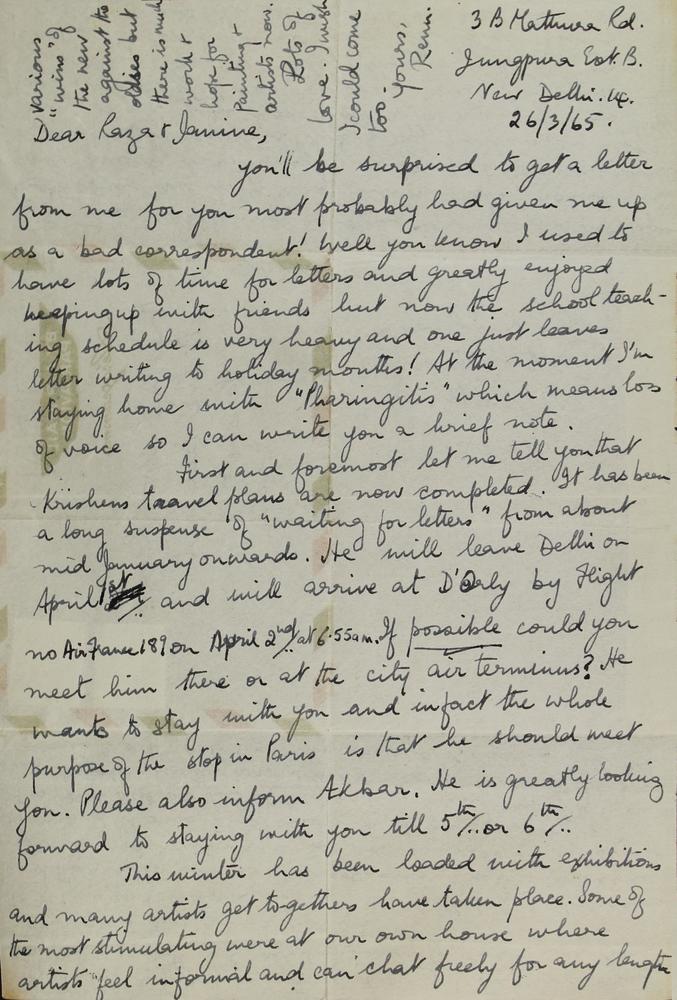 3 B Mathura Rd.
Jungpura Ext. B.
New Delhi. 14.
26/3/65.
Dear Raza & Janine,
you'll be surprised to get a letter
from me for you most probably had given me up
as a bad correspondent! Well you know I used to
have lots of time for letters and greatly enjoyed
keeping up with friends but now the school teach-
ing schedule is very heavy and one just leaves
letter writing to holiday months! At the moment I'm
staying home with "Pharingitis" which means loss
of voice so I can write you a brief note.
First and foremost let me tell you that
Krishens travel plans are now completed. It has been
a long suspense of "waiting for letters" from about
mid January onwards. He will leave Delhi on
April 1st and will arrive at D'Orly by Flight
no Air France 189 on April 2nd at 6.55am. If possible could you
meet him there or at the city air terminus? He
wants to stay with you and infact the whole
purpose of the stop in Paris is that he should meet
you. Please also inform Akbar. He is greatly looking
forward to staying with you till 5th/.. or 6th/..
This winter has been loaded with exhibitions
and many artists get togethers have taken place. Some of
the most stimulating were at our own house where
artists feel informal and can chat freely for any length
various
"wins" of
the new
against the
oldies but
there is much
work &
hope for
Painting &
artists now.
Lots of
love. I wish
I could come
too.
Yours,
Renu.